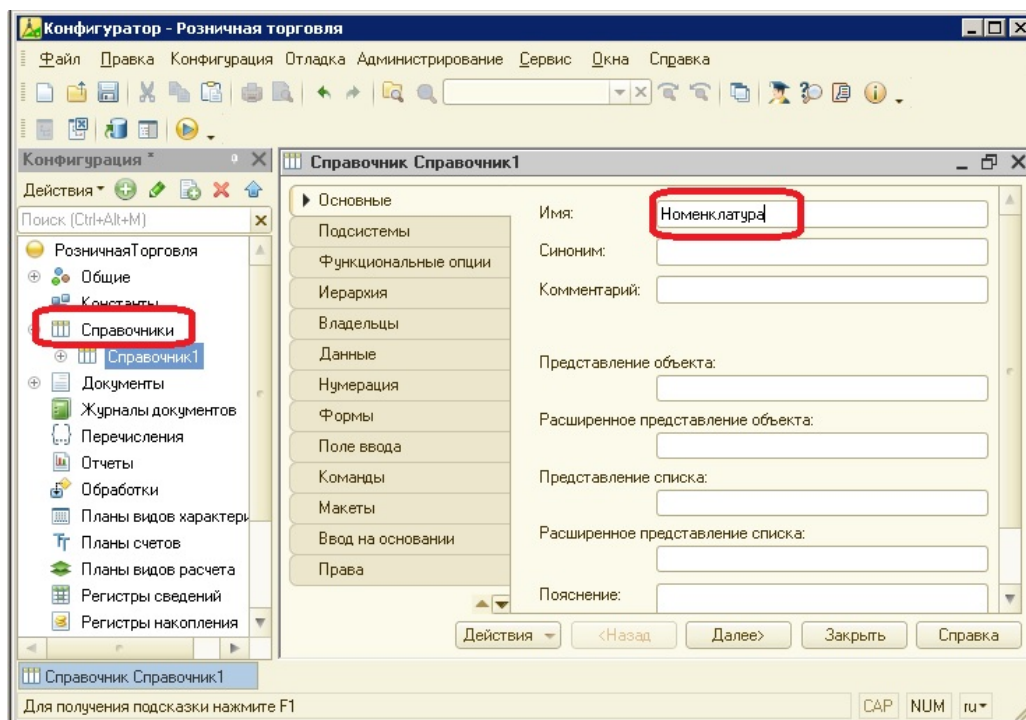 Конфигуратор - Розничная торговля
Файл Правка Конфигурация Отладка Администрирование Сервис Окна Справка
Конфигурация *
Действия
Поиск (Ctrl+Alt+M)
РозничнаяТорговля
Общие
Константы
Справочники
Справочник1
Документы
Журналы документов
Перечисления
Отчеты
Обработки
Планы видов характери
Планы счетов
Планы видов расчета
Регистры сведений
Регистры накопления
Справочник Справочник1
Основные
Подсистемы
Функциональные опции
Иерархия
Владельцы
Данные
Нумерация
Формы
Поле ввода
Команды
Макеты
Ввод на основании
Права
Имя: Номенклатура
Синоним:
Комментарий:
Представление объекта:
Расширенное представление объекта:
Представление списка:
Расширенное представление списка:
Пояснение:
Действия <Назад Далее> Закрыть Справка
Справочник Справочник1
Для получения подсказки нажмите F1 CAP NUM ru